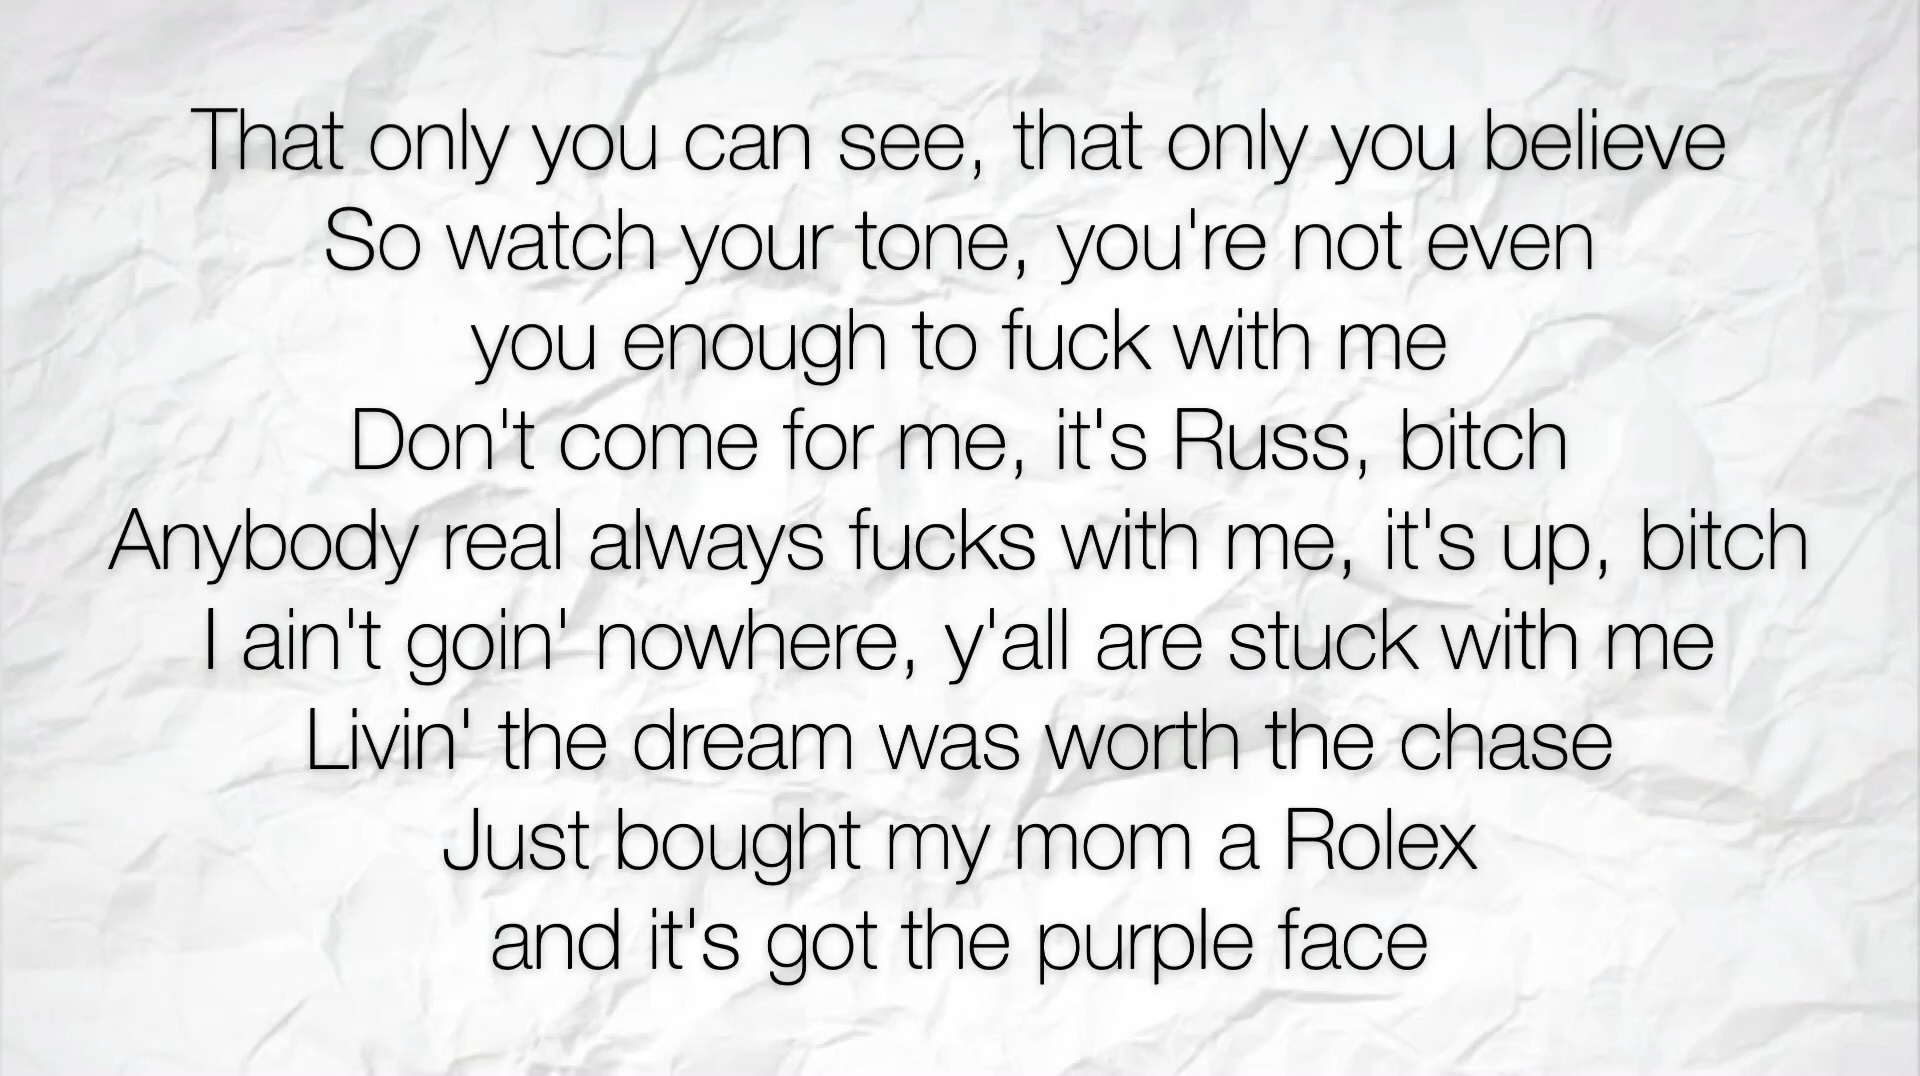 That only you can see, that only you believe
So watch your tone, you're not even
you enough to fuck with me
Don't come for me, it's Russ, bitch
Anybody real always fucks with me, it's up, bitch
I ain't goin' nowhere, y'all are stuck with me
Livin' the dream was worth the chase
Just bought my mom a Rolex
and it's got the purple face